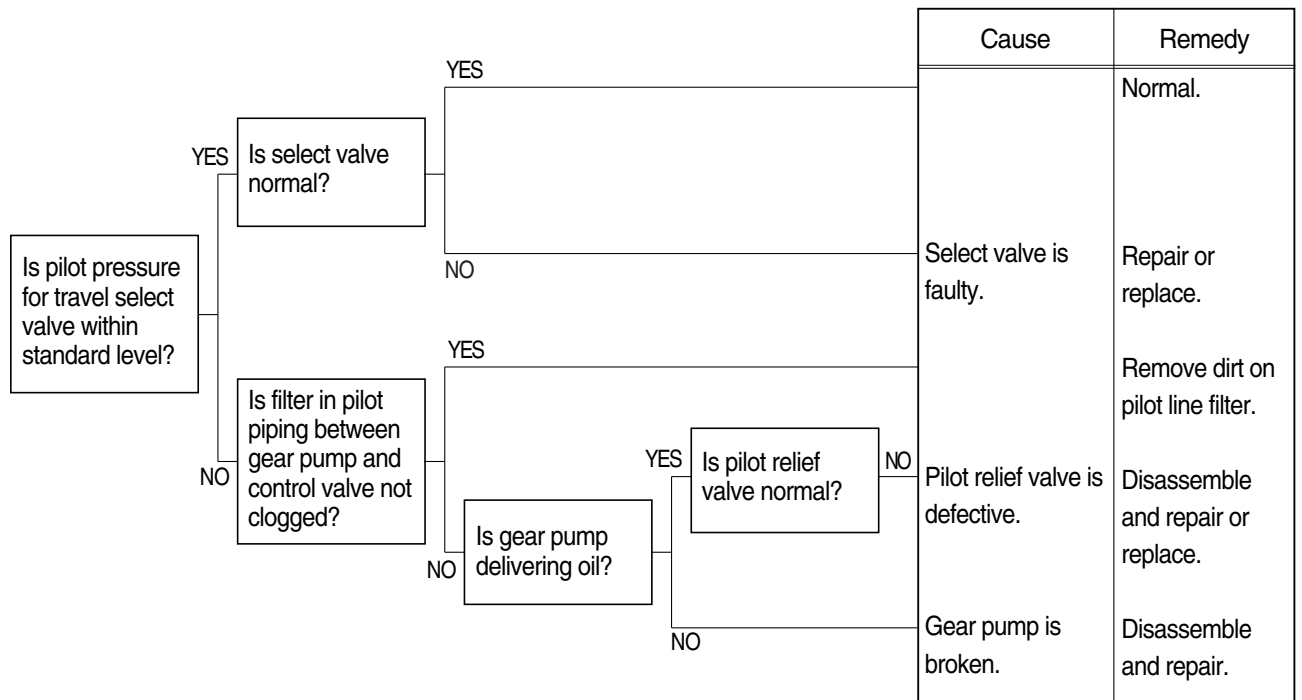 Cause
Remedy
YES
Normal.
YES
Is select valve
normal?
NO
Select valve is
faulty.
Repair or
replace.
Is pilot pressure
for travel select
valve within
standard level?
YES
Remove dirt on
pilot line filter.
NO
Is filter in pilot
piping between
gear pump and
control valve not
clogged?
YES
Is pilot relief
valve normal?
NO
Pilot relief valve is
defective.
Disassemble
and repair or
replace.
NO
Is gear pump
delivering oil?
NO
Gear pump is
broken.
Disassemble
and repair.